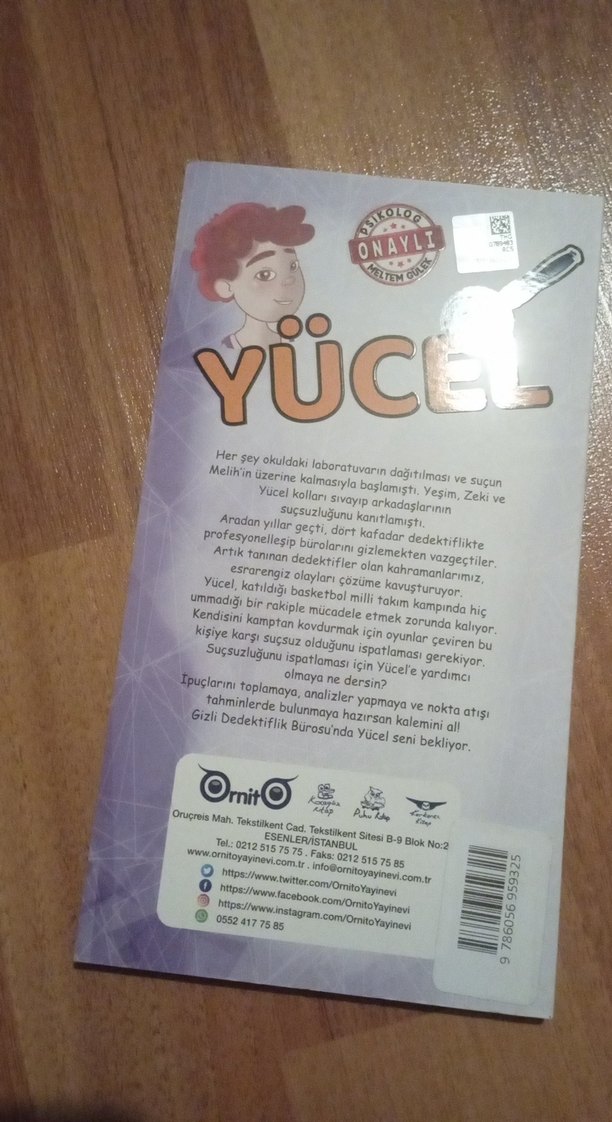 PSİKOLOG
ONAYLI
MELTEM GÜLEK
YÜCEL
Her şey okuldaki laboratuvarın dağıtılması ve suçun
Melih'in üzerine kalmasıyla başlamıştı. Yeşim, Zeki ve
Yücel kolları sıvayıp arkadaşlarının
suçsuzluğunu kanıtlamıştı.
Aradan yıllar geçti, dört kafadar dedektiflikte
profesyonelleşip bürolarını gizlemekten vazgeçtiler.
Artık tanınan dedektifler olan kahramanlarımız,
esrarengiz olayları çözüme kavuşturuyor.
Yücel, katıldığı basketbol milli takım kampında hiç
ummadığı bir rakiple mücadele etmek zorunda kalıyor.
Kendisini kamptan kovdurmak için oyunlar çeviren bu
kişiye karşı suçsuz olduğunu ispatlaması gerekiyor.
Suçsuzluğunu ispatlaması için Yücel'e yardımcı
olmaya ne dersin?
İpuçlarını toplamaya, analizler yapmaya ve nokta atışı
tahminlerde bulunmaya hazırsan kalemini al!
Gizli Dedektiflik Bürosu'nda Yücel seni bekliyor.
OrnitO
Puhu Kitap
Oruçreis Mah. Tekstilkent Cad. Tekstilkent Sitesi B-9 Blok No:2
ESENLER/İSTANBUL
Tel.: 0212 515 75 75 . Faks: 0212 515 75 85
www.ornitoyayinevi.com.tr . info@ornitoyayinevi.com.tr
https://www.twitter.com/OrnitoYayinevi
https://www.facebook.com/OrnitoYayinevi
https://www.instagram.com/OrnitoYayinevi
0552 417 75 85
9 786056 959325